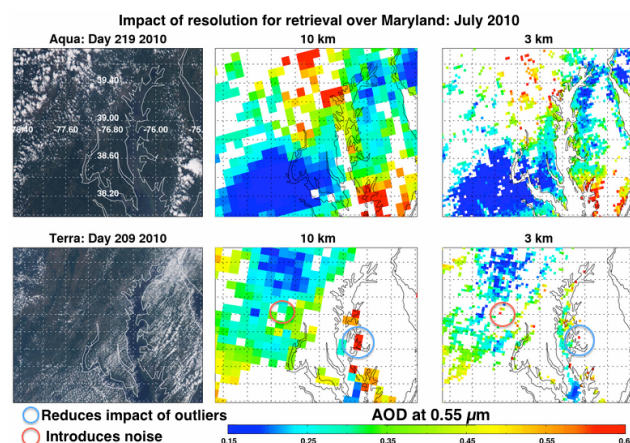 Impact of resolution for retrieval over Maryland: July 2010
Aqua: Day 219 2010
10 km
3 km
39.40
39.00
-78.40 -77.60 -76.80 -76.00 -75.
38.60
38.20
Terra: Day 209 2010
10 km
3 km
Reduces impact of outliers
Introduces noise
AOD at 0.55 µm
0.15 0.25 0.35 0.45 0.6